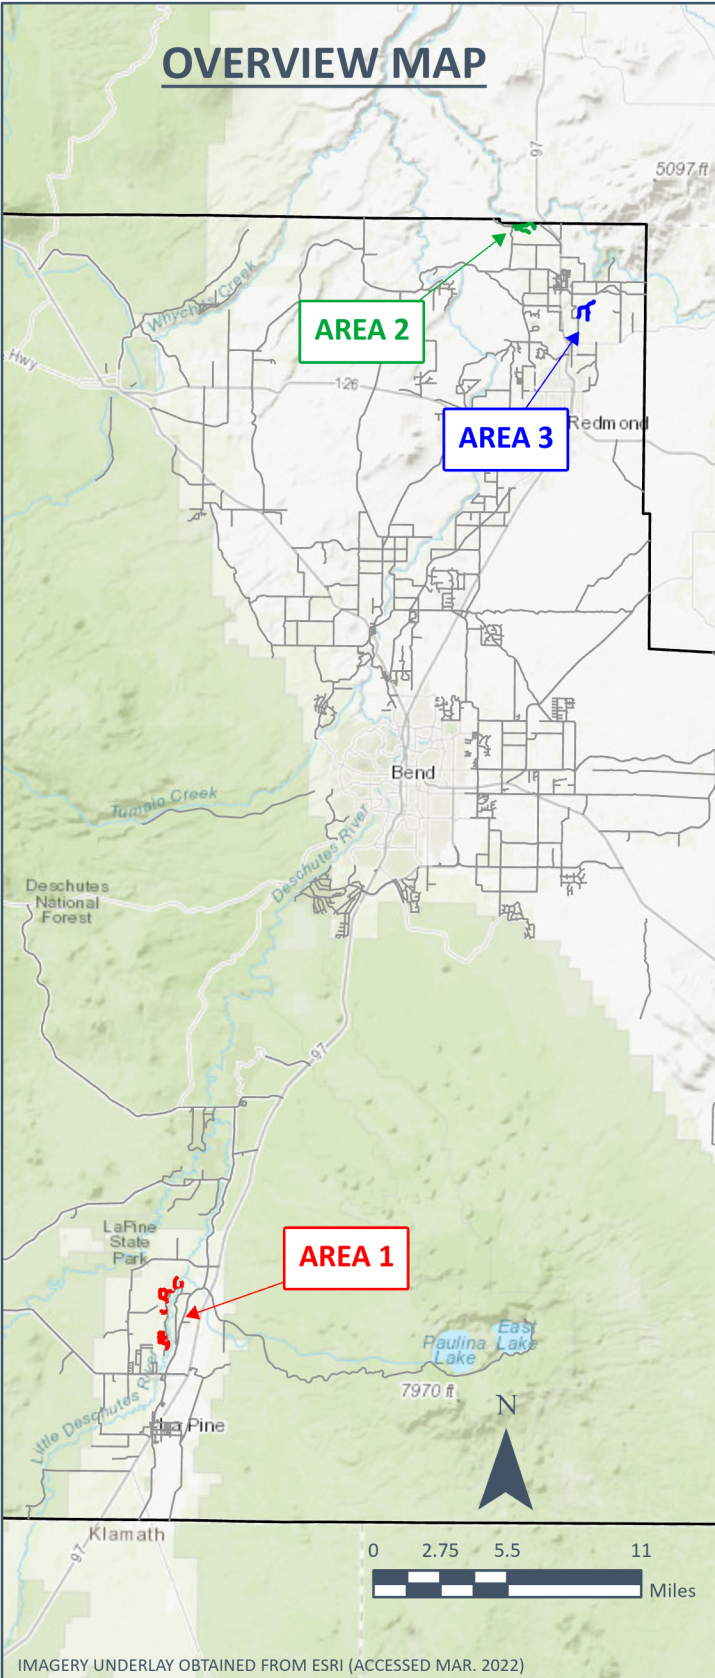 OVERVIEW MAP
97
5097 ft
Whychus Creek
AREA 2
Hwy
126
AREA 3
Redmond
Bend
Tumalo Creek
Deschutes River
Deschutes
National
Forest
97
LaPine
State
Park
AREA 1
East
Lake
Paulina
Lake
7970 ft
Little Deschutes River
La Pine
N
Klamath
97
0 2.75 5.5 11
Miles
IMAGERY UNDERLAY OBTAINED FROM ESRI (ACCESSED MAR. 2022)